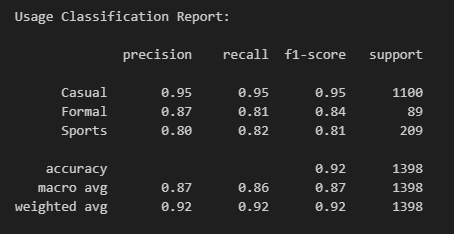 Usage Classification Report:
precision recall f1-score support
Casual 0.95 0.95 0.95 1100
Formal 0.87 0.81 0.84 89
Sports 0.80 0.82 0.81 209
accuracy 0.92 1398
macro avg 0.87 0.86 0.87 1398
weighted avg 0.92 0.92 0.92 1398